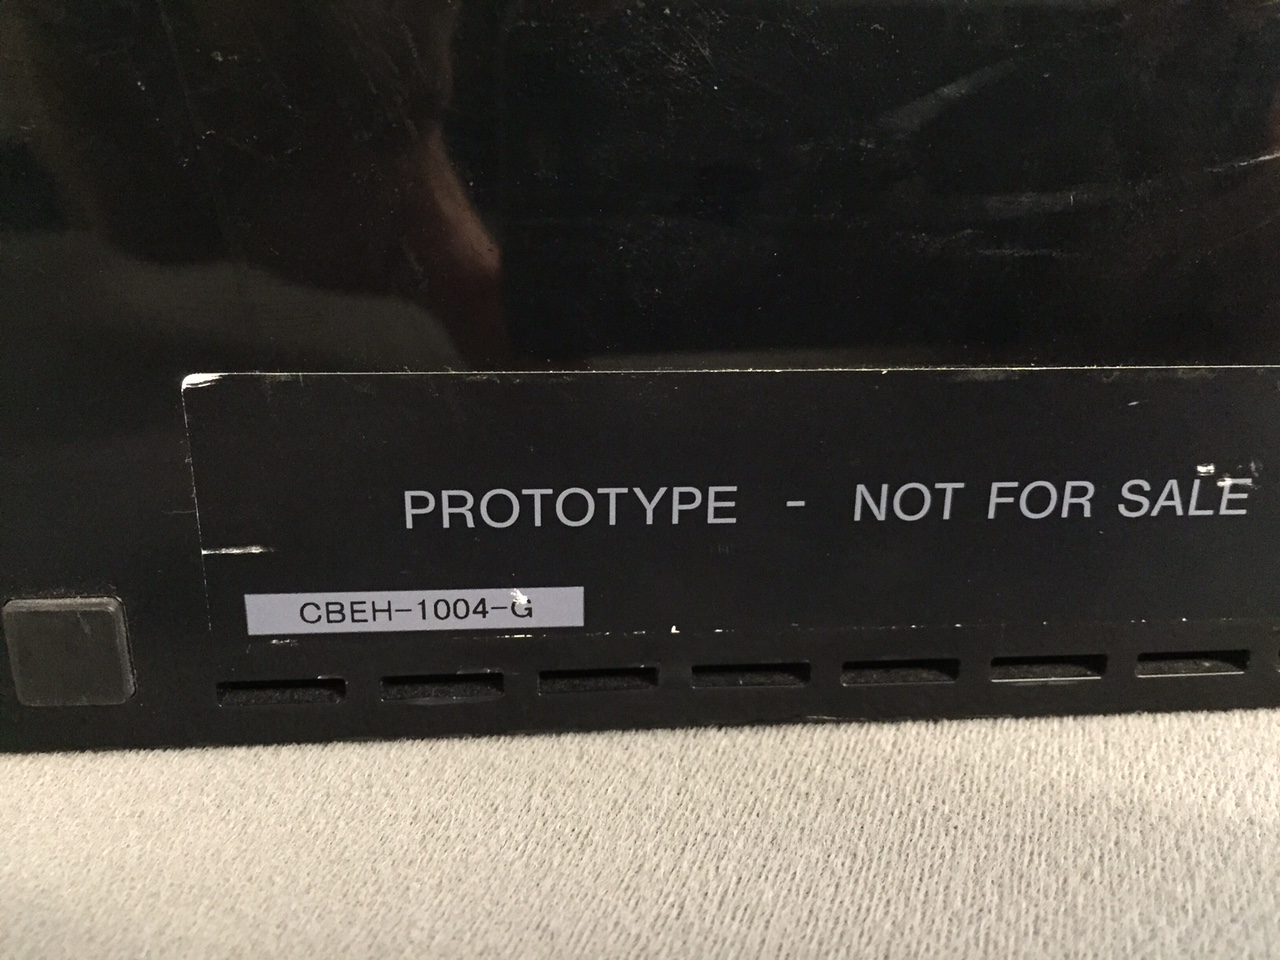 PROTOTYPE - NOT FOR SALE
CBEH-1004-G